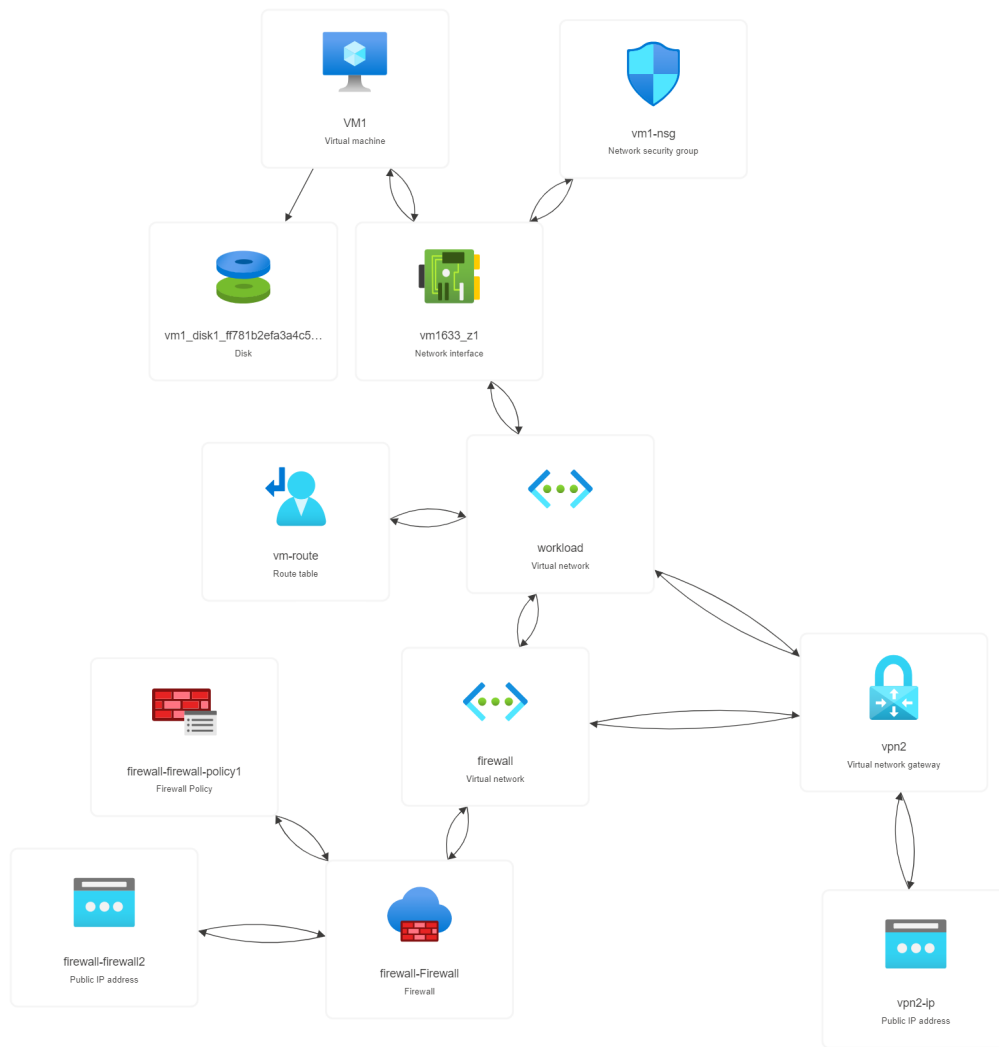 VM1
Virtual machine
vm1-nsg
Network security group
vm1_disk1_ff781b2efa3a4c5...
Disk
vm1633_z1
Network interface
vm-route
Route table
workload
Virtual network
firewall-firewall-policy1
Firewall Policy
firewall
Virtual network
vpn2
Virtual network gateway
firewall-firewall2
Public IP address
firewall-Firewall
Firewall
vpn2-ip
Public IP address